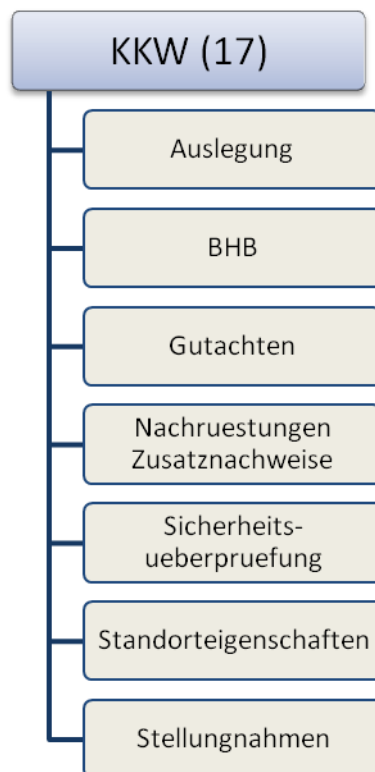 KKW (17)
Auslegung
BHB
Gutachten
Nachruestungen
Zusatznachweise
Sicherheits-
ueberpruefung
Standorteigenschaften
Stellungnahmen